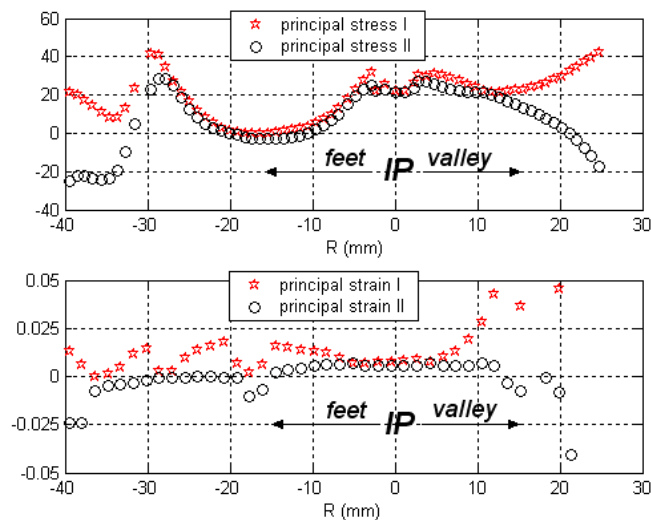 60
principal stress I
principal stress II
40
20
0
-20
40
feet IP valley
-40 -30 -20 -10 0 10 20 30
R (mm)
0.05
principal strain I
principal strain II
0.025
0
-0.025
-0.05
feet IP valley
-40 -30 -20 -10 0 10 20 30
R (mm)